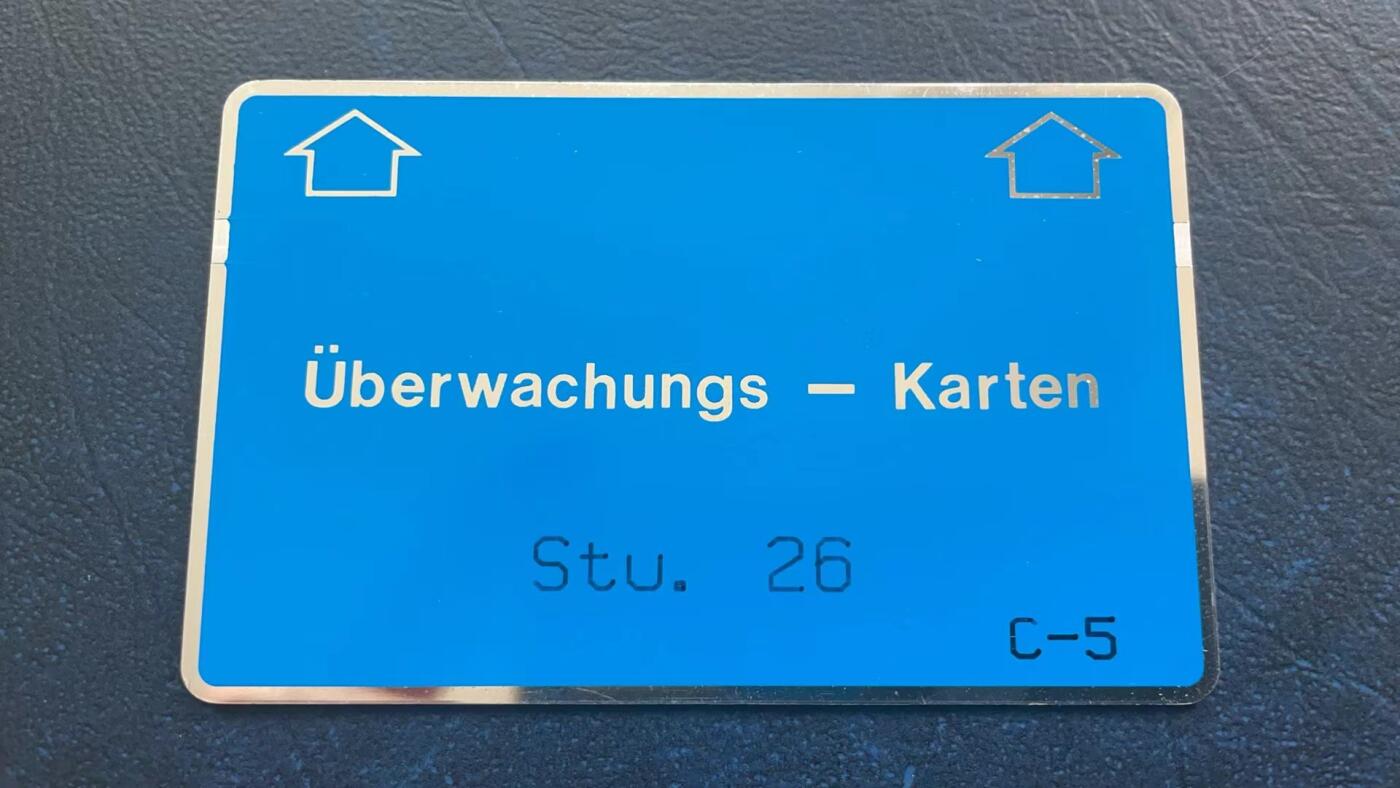 Überwachungs – Karten
Stu. 26
C-5